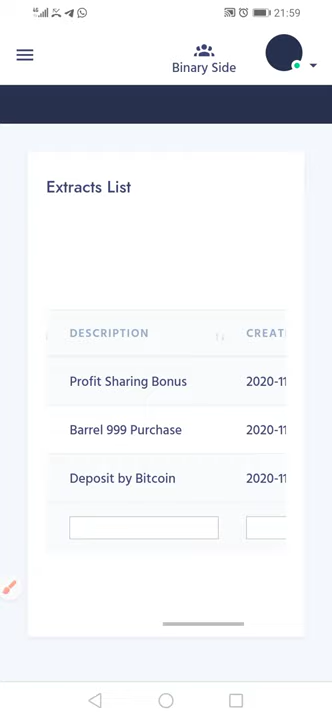 21:59
Binary Side
Extracts List
DESCRIPTION
Profit Sharing Bonus
2020-11
Barrel 999 Purchase
2020-11
Deposit by Bitcoin
2020-11